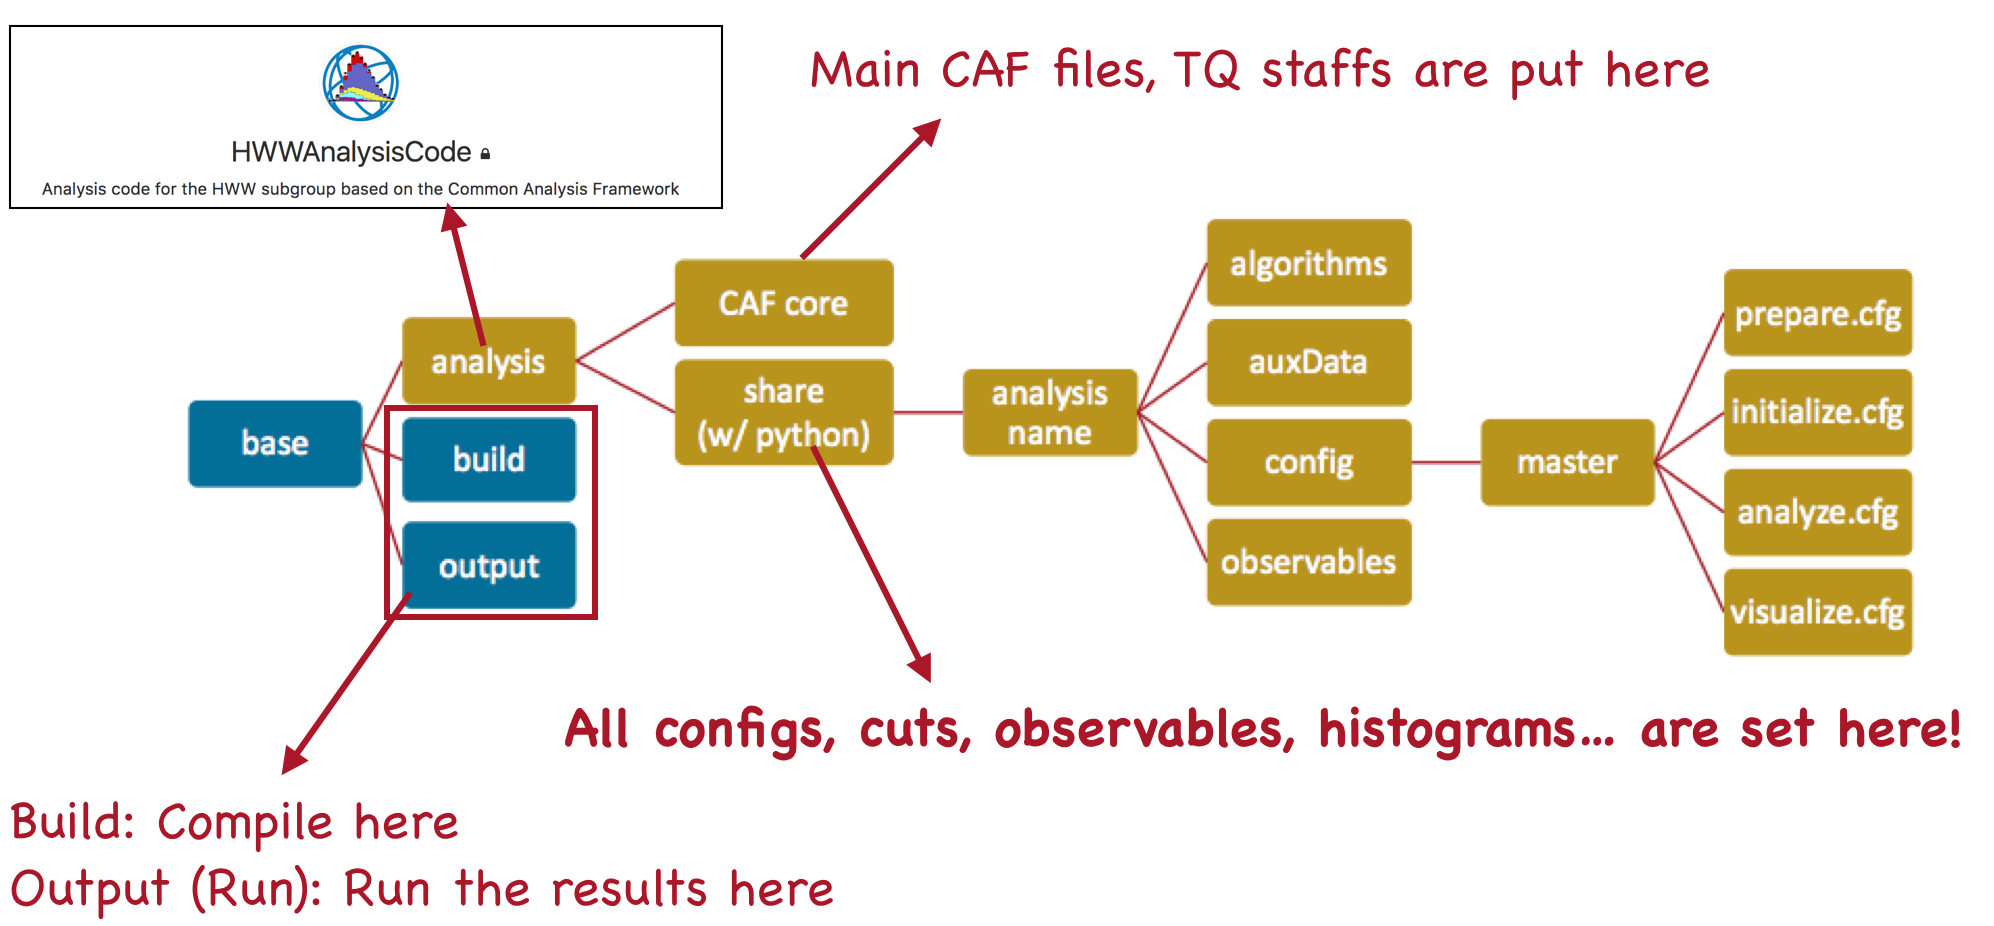 HWWAnalysisCode
Analysis code for the HWW subgroup based on the Common Analysis Framework
Main CAF files, TQ staffs are put here
base
analysis
build
output
CAF core
share
(w/ python)
analysis
name
algorithms
auxData
config
observables
master
prepare.cfg
initialize.cfg
analyze.cfg
visualize.cfg
All configs, cuts, observables, histograms... are set here!
Build: Compile here
Output (Run): Run the results here